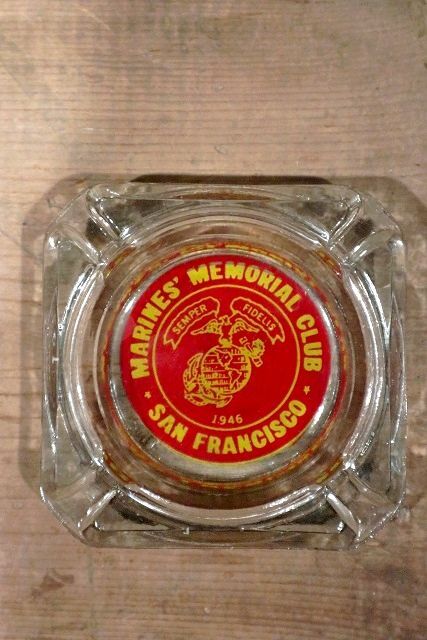 MARINES' MEMORIAL CLUB
SEMPER FIDELIS
1946
★ SAN FRANCISCO ★